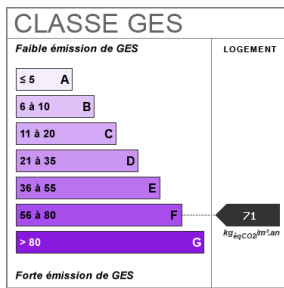 CLASSE GES
Faible émission de GES
LOGEMENT
≤ 5 A
6 à 10 B
11 à 20 C
21 à 35 D
36 à 55 E
56 à 80 F
71
kgéqCO2/m².an
> 80 G
Forte émission de GES